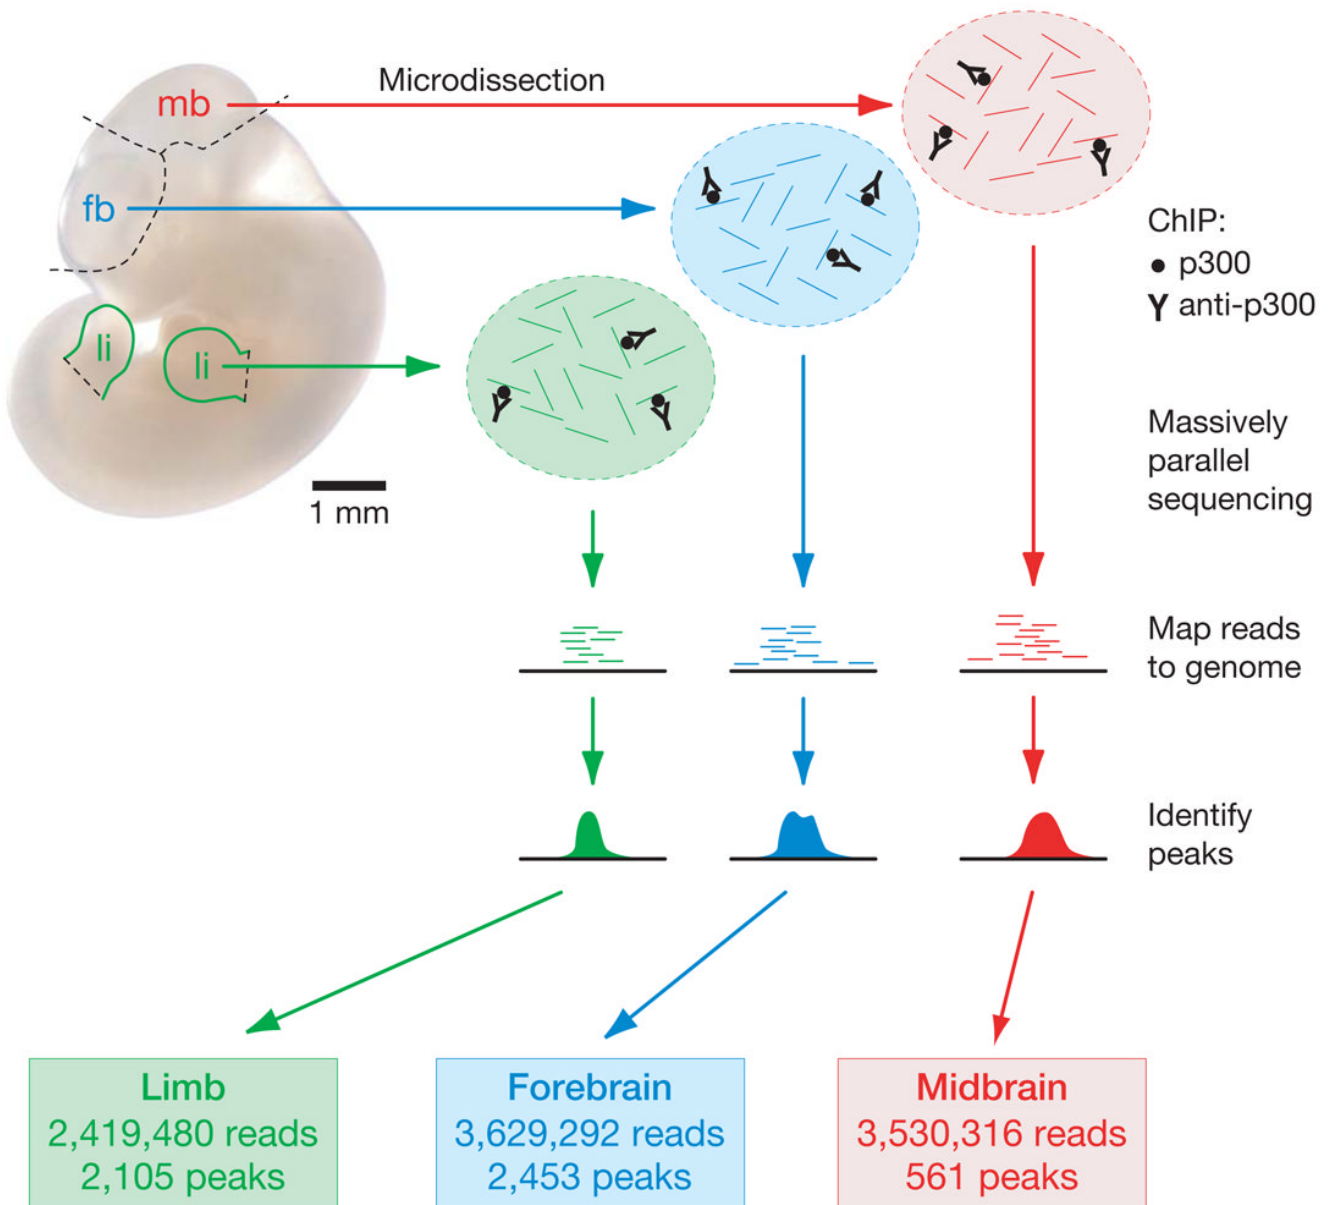 mb
Microdissection
fb
li
li
1 mm
ChIP:
p300
anti-p300
Massively
parallel
sequencing
Map reads
to genome
Identify
peaks
Limb
2,419,480 reads
2,105 peaks
Forebrain
3,629,292 reads
2,453 peaks
Midbrain
3,530,316 reads
561 peaks